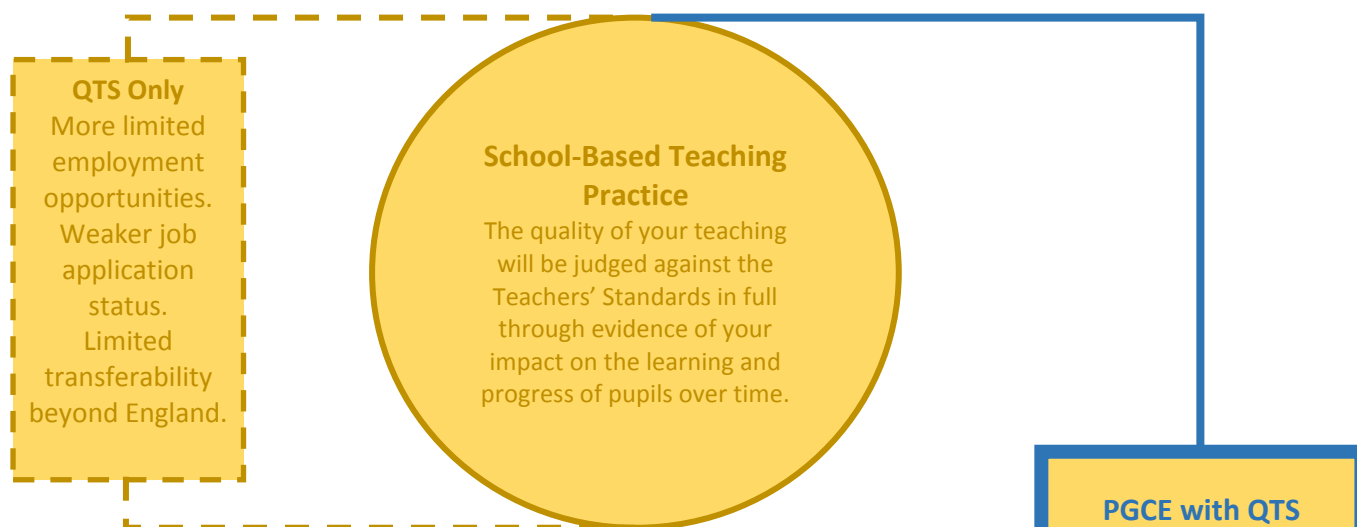 QTS Only
More limited
employment
opportunities.
Weaker job
application
status.
Limited
transferability
beyond England.
School-Based Teaching
Practice
The quality of your teaching
will be judged against the
Teachers’ Standards in full
through evidence of your
impact on the learning and
progress of pupils over time.
PGCE with QTS